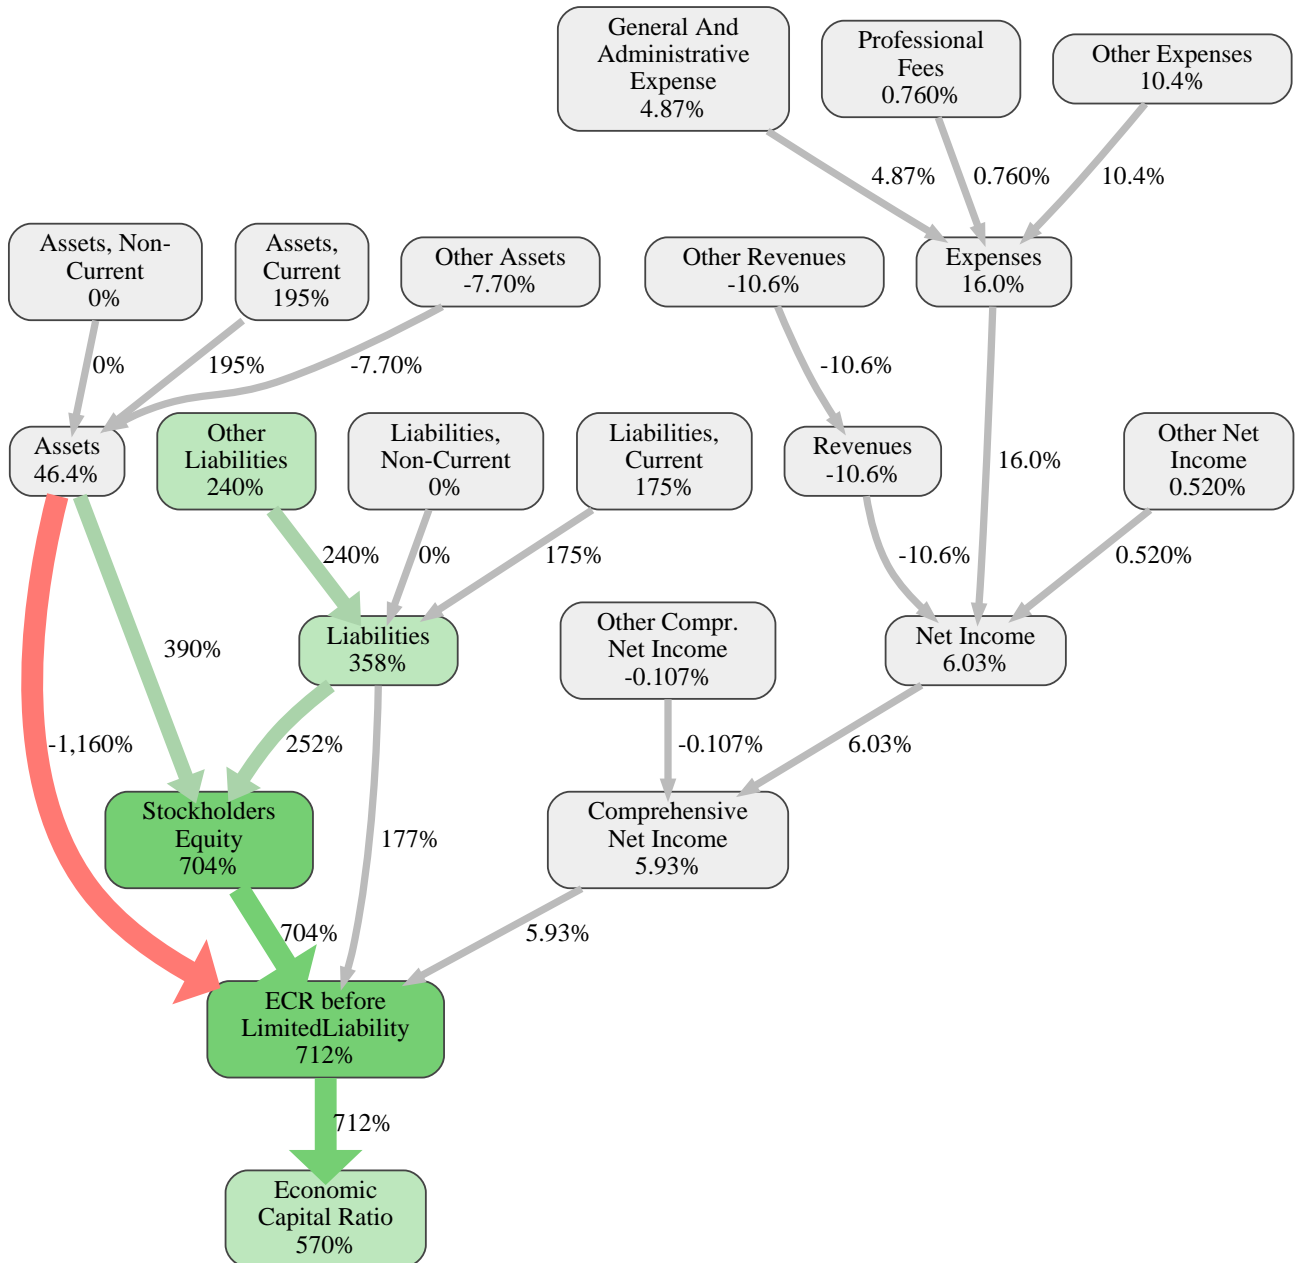 General And
Administrative
Expense
4.87%
Professional
Fees
0.760%
Other Expenses
10.4%
4.87%
0.760%
10.4%
Assets, Non-
Current
0%
Assets,
Current
195%
Other Assets
-7.70%
Other Revenues
-10.6%
Expenses
16.0%
0%
195%
-7.70%
-10.6%
Assets
46.4%
Other
Liabilities
240%
Liabilities,
Non-Current
0%
Liabilities,
Current
175%
Revenues
-10.6%
16.0%
Other Net
Income
0.520%
240%
0%
175%
-10.6%
0.520%
390%
Liabilities
358%
Other Compr.
Net Income
-0.107%
Net Income
6.03%
-1,160%
252%
-0.107%
6.03%
Stockholders
Equity
704%
177%
Comprehensive
Net Income
5.93%
704%
5.93%
ECR before
LimitedLiability
712%
712%
Economic
Capital Ratio
570%